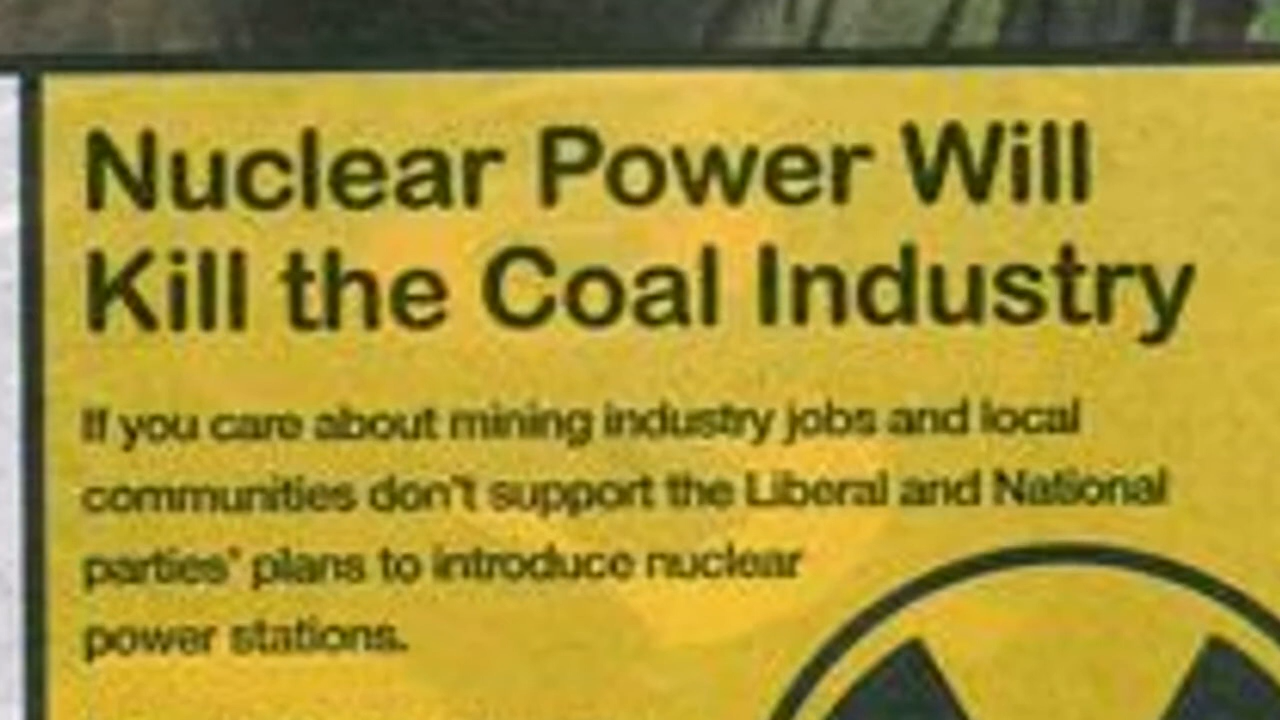 Nuclear Power Will
Kill the Coal Industry
If you care about mining industry jobs and local
communities don't support the Liberal and National
parties' plans to introduce nuclear
power stations.